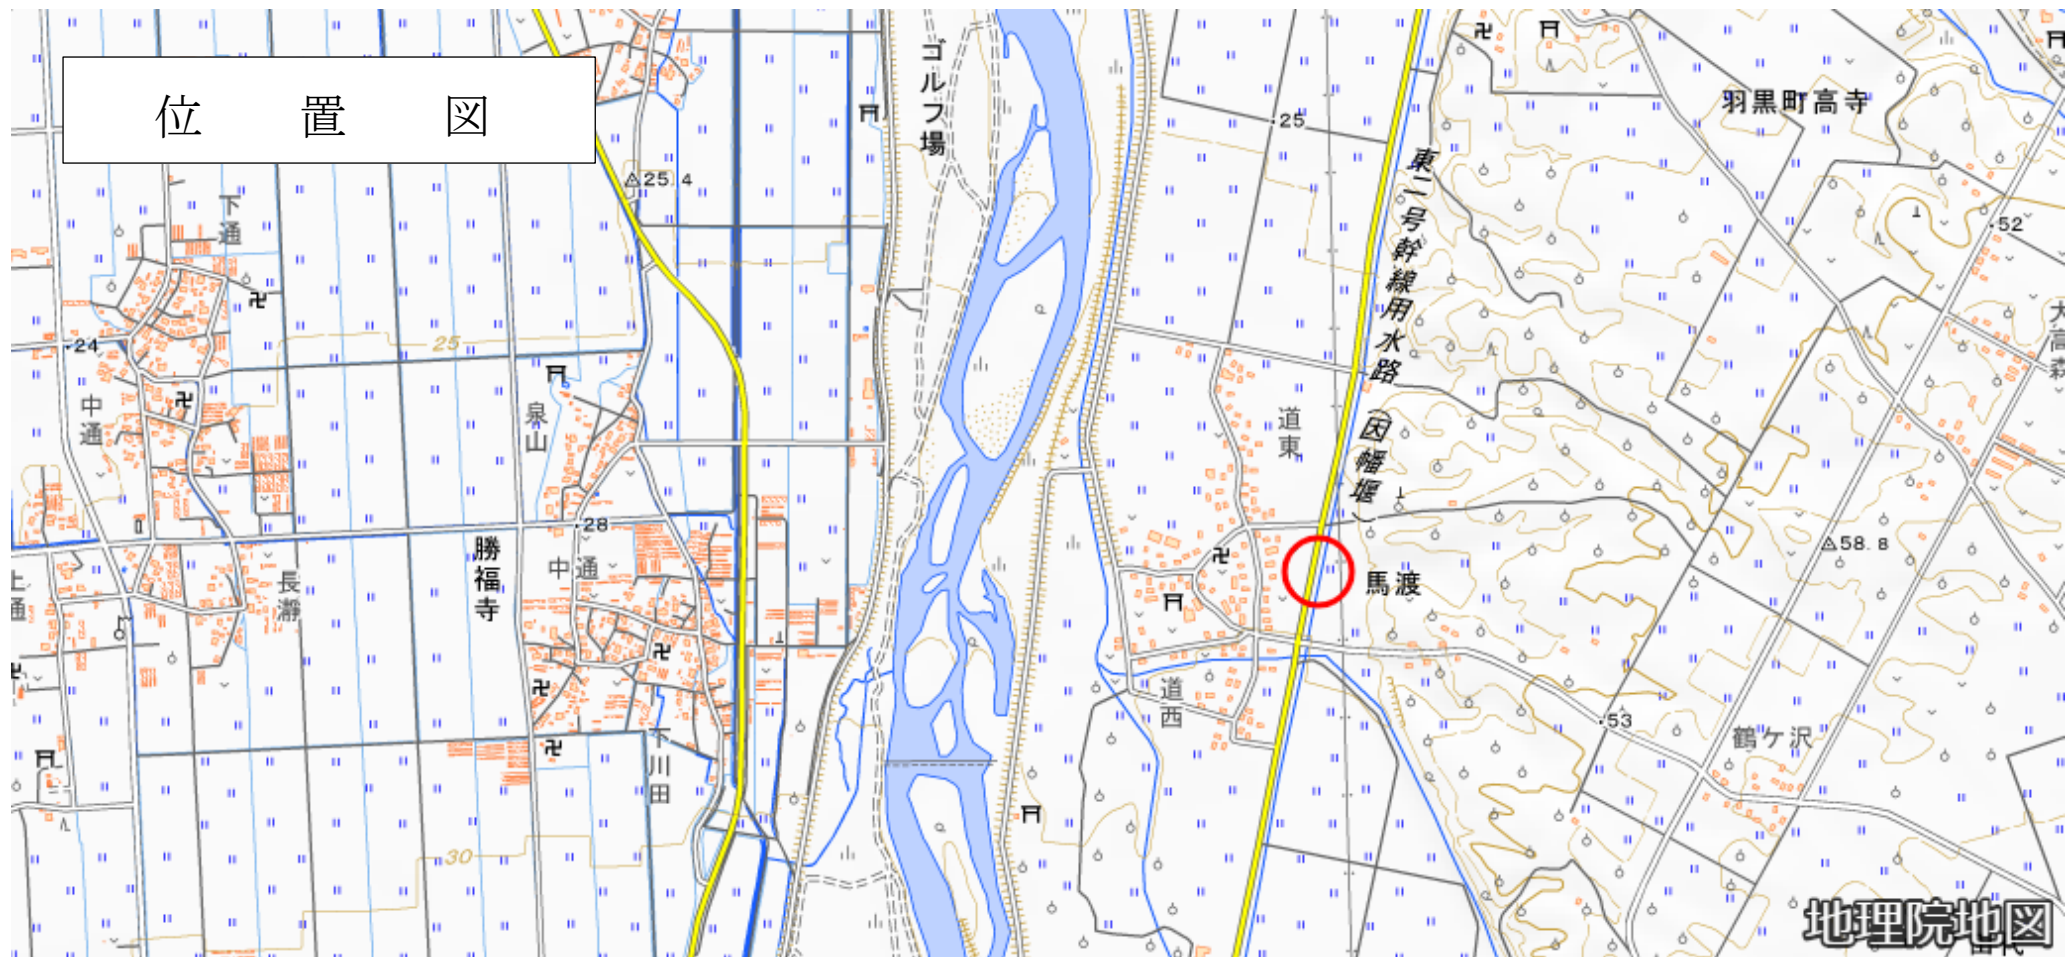 位置図
ゴルフ場
羽黒町高寺
25
25.4
下通
東二号幹線用水路(因幡堰)
52
大高森
24
25
中通
泉山
道東
28
勝福寺
中通
58.8
上通
長瀞
馬渡
道西
53
鶴ケ沢
下川田
30
地理院地図